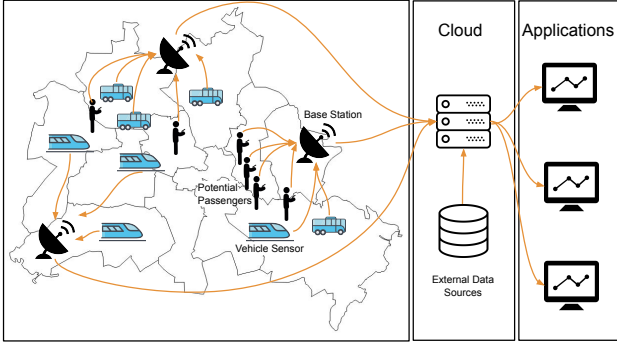 Cloud
Applications
Base Station
Potential
Passengers
Vehicle Sensor
External Data
Sources